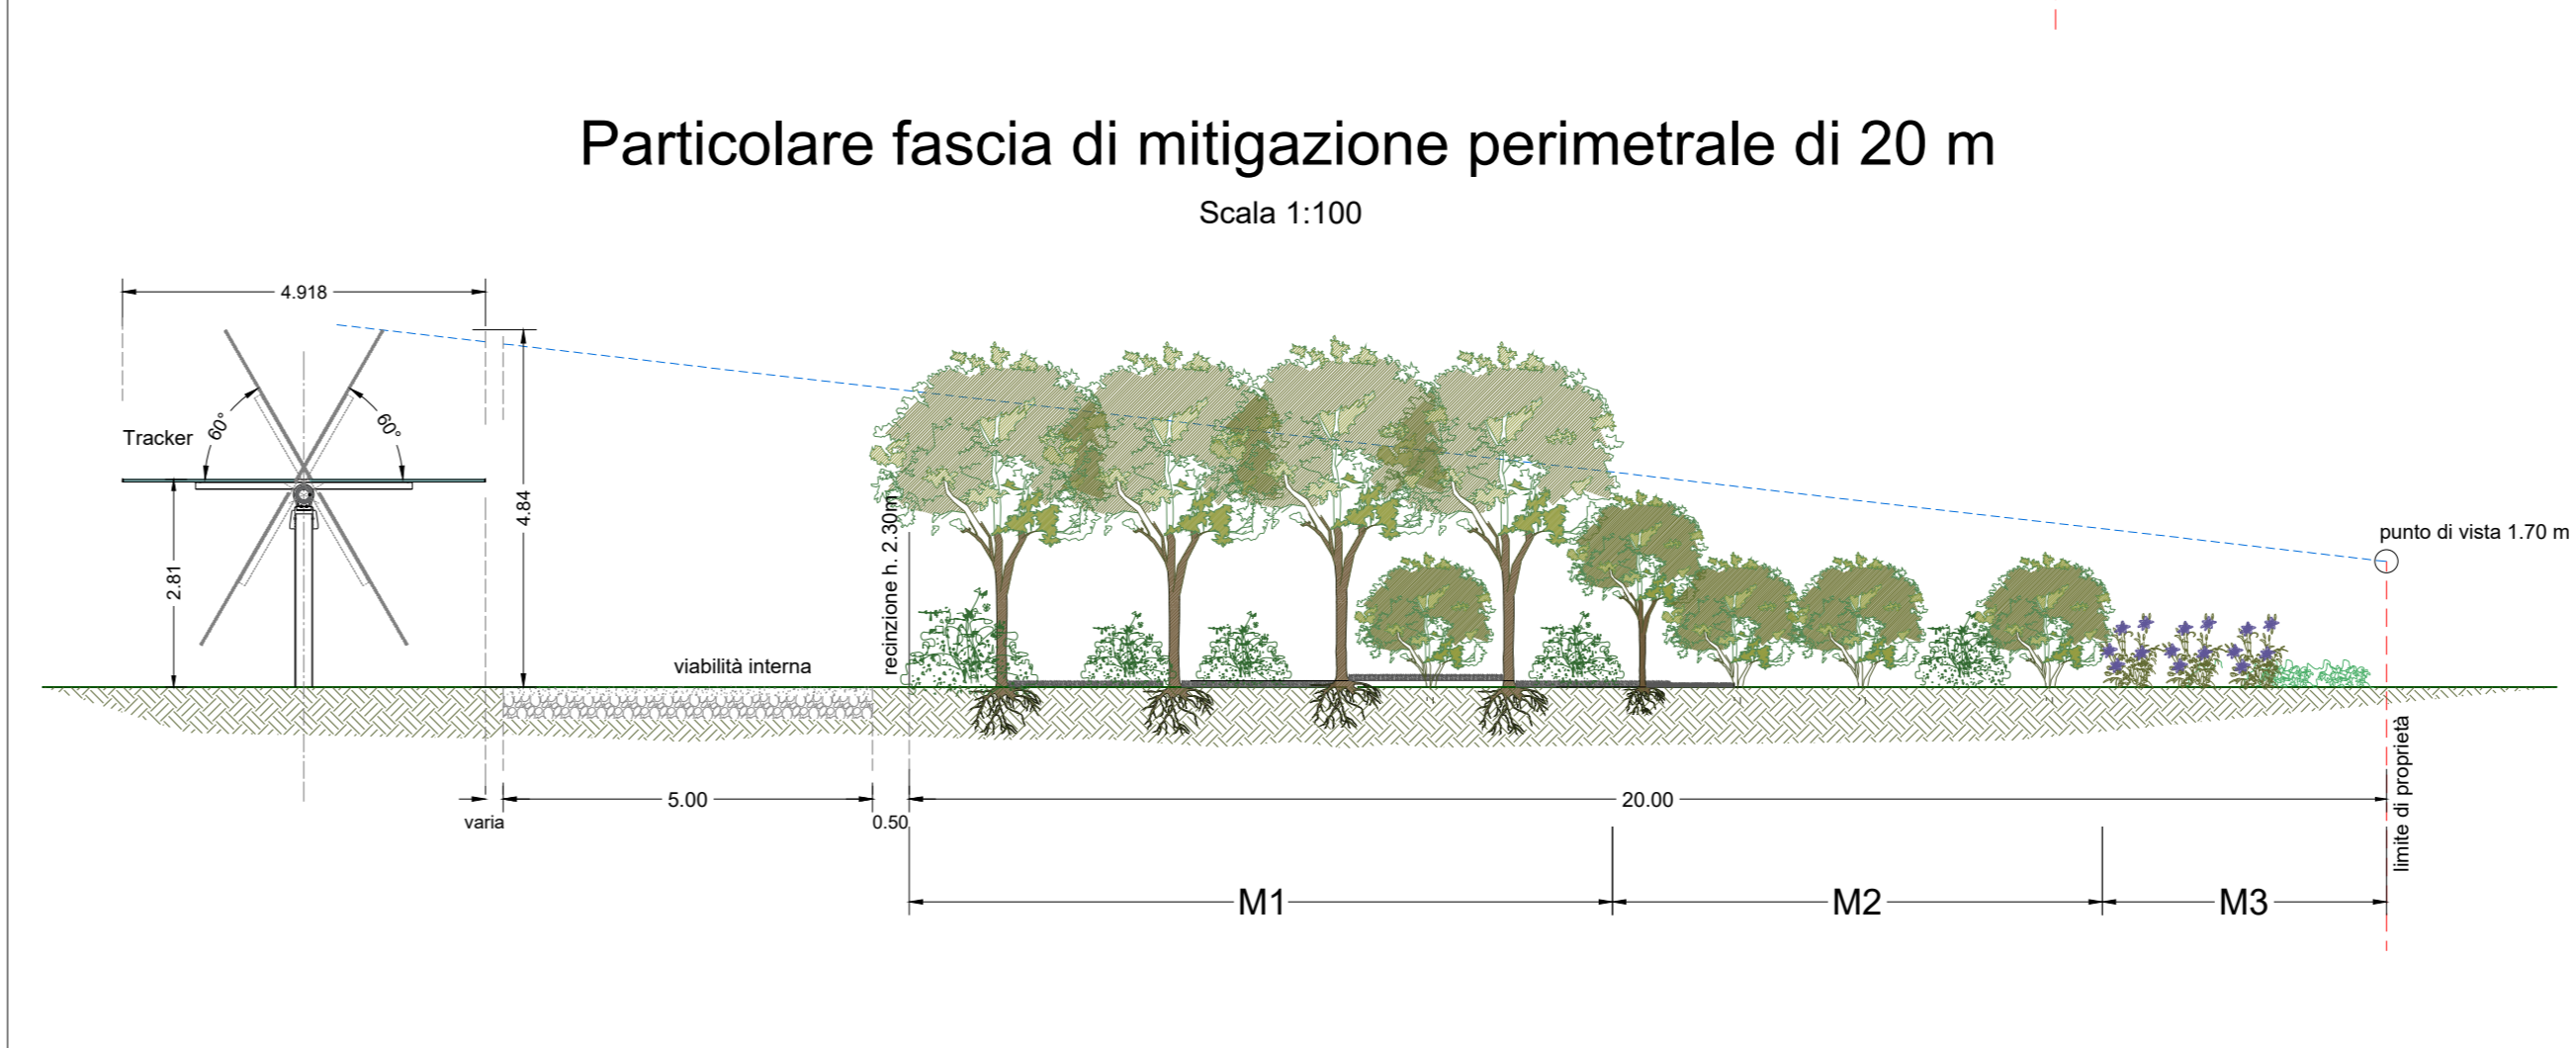 Particolare fascia di mitigazione perimetrale di 20 m
Scala 1:100
4.918
60°
60°
Tracker
4.84
2.81
recinzione h. 2.30m
punto di vista 1.70 m
viabilità interna
limite di proprietà
5.00
20.00
varia
0.50
M1
M2
M3